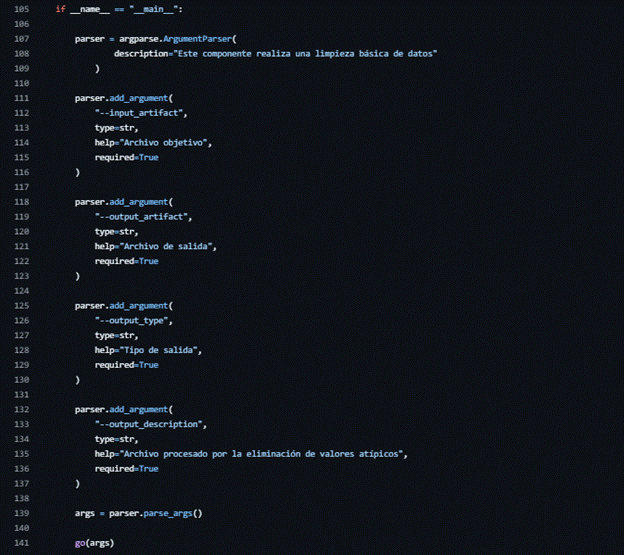 105 if __name__ == "__main__":
106
107 parser = argparse.ArgumentParser(
108 description="Este componente realiza una limpieza básica de datos"
109 )
110
111 parser.add_argument(
112 "--input_artifact",
113 type=str,
114 help="Archivo objetivo",
115 required=True
116 )
117
118 parser.add_argument(
119 "--output_artifact",
120 type=str,
121 help="Archivo de salida",
122 required=True
123 )
124
125 parser.add_argument(
126 "--output_type",
127 type=str,
128 help="Tipo de salida",
129 required=True
130 )
131
132 parser.add_argument(
133 "--output_description",
134 type=str,
135 help="Archivo procesado por la eliminación de valores atípicos",
136 required=True
137 )
138
139 args = parser.parse_args()
140
141 go(args)